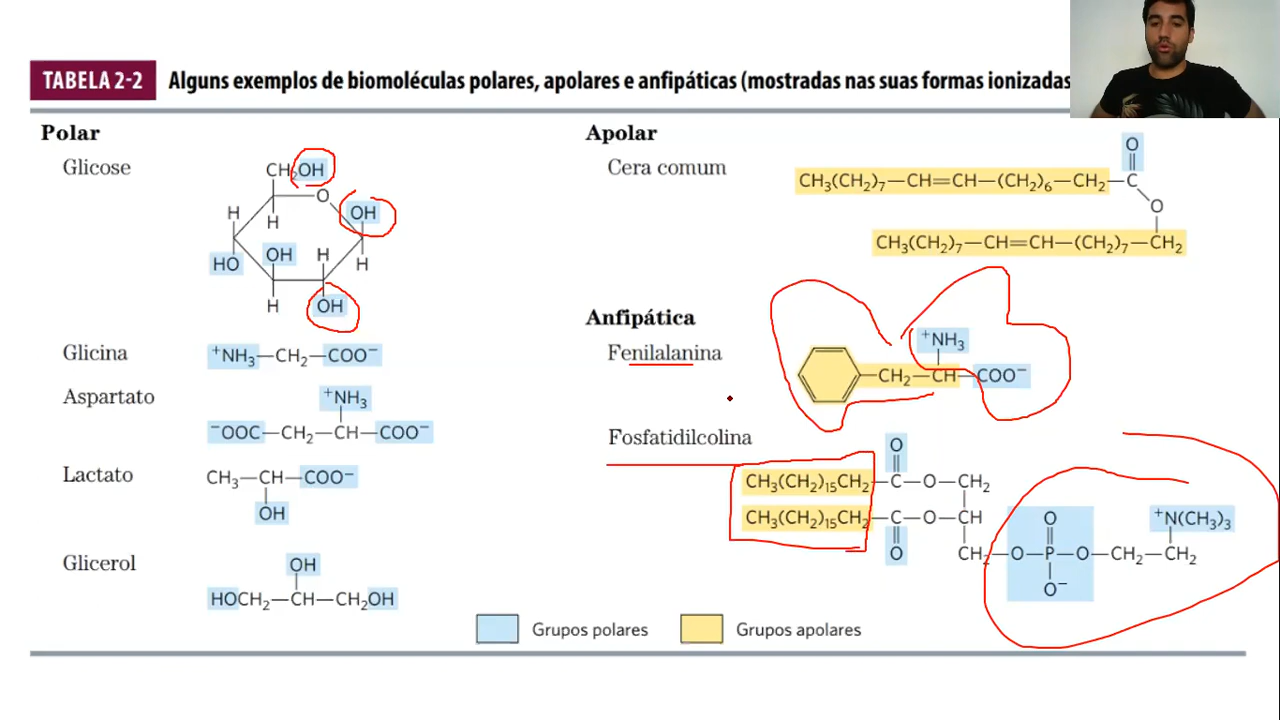 TABELA 2-2 Alguns exemplos de biomoléculas polares, apolares e anfipáticas (mostradas nas suas formas ionizadas
Polar
Glicose
CH₂OH
O
H
OH
H
OH
H
HO
H
H
OH
Glicina
⁺NH₃—CH₂—COO⁻
Aspartato
⁺NH₃
⁻OOC—CH₂—CH—COO⁻
Lactato
CH₃—CH—COO⁻
OH
Glicerol
OH
HOCH₂—CH—CH₂OH
Apolar
Cera comum
O
CH₃(CH₂)₇—CH=CH—(CH₂)₆—CH₂—C
O
CH₃(CH₂)₇—CH=CH—(CH₂)₇—CH₂
Anfipática
Fenilalanina
⁺NH₃
CH₂—CH—COO⁻
Fosfatidilcolina
O
CH₃(CH₂)₁₅CH₂—C—O—CH₂
CH₃(CH₂)₁₅CH₂—C—O—CH
O
O
⁺N(CH₃)₃
CH₂—O—P—O—CH₂—CH₂
O⁻
Grupos polares
Grupos apolares